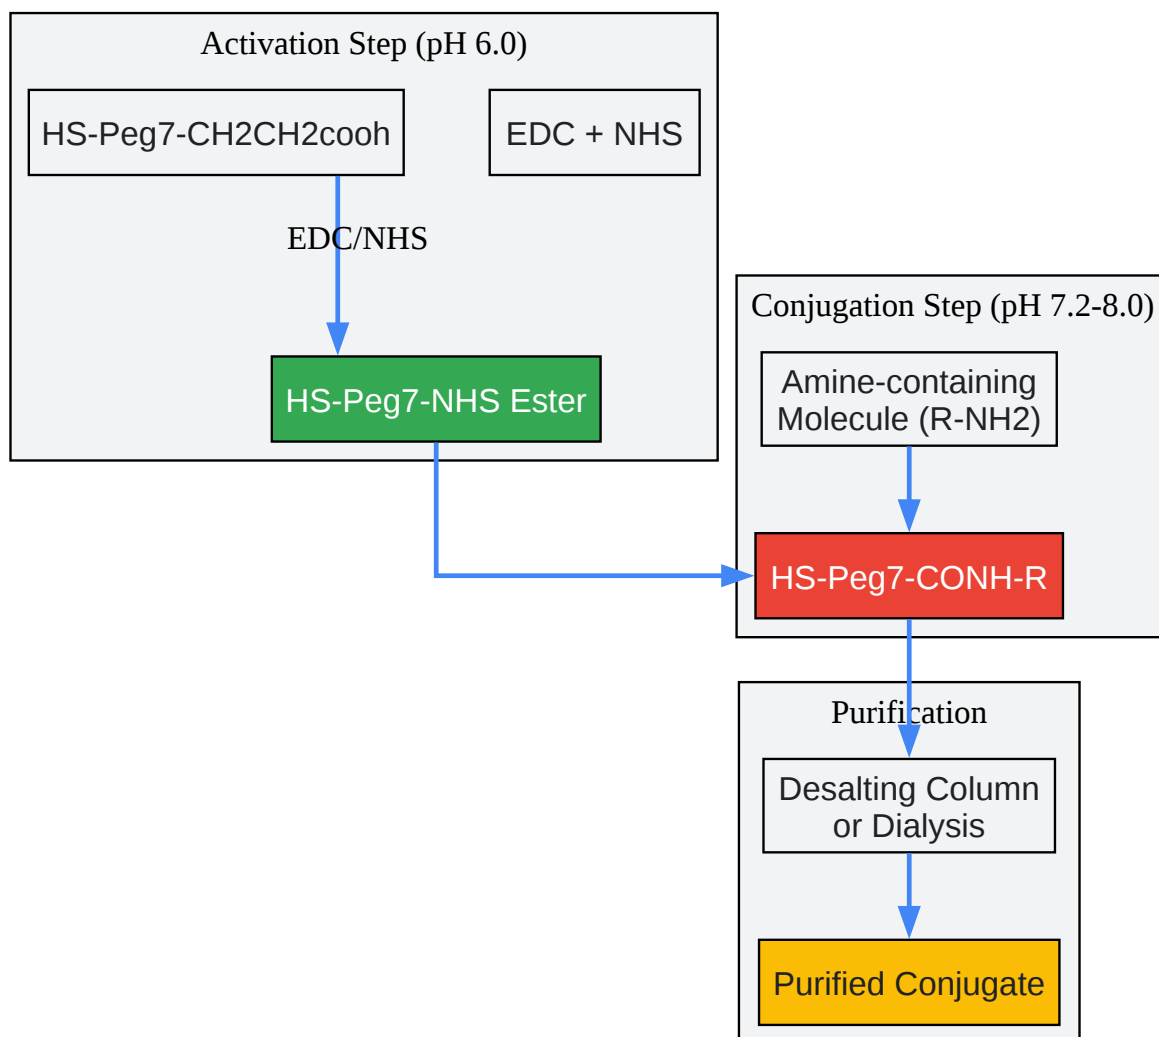 Activation Step (pH 6.0)
HS-Peg7-CH2CH2cooh
EDC + NHS
EDC/NHS
HS-Peg7-NHS Ester
Conjugation Step (pH 7.2-8.0)
Amine-containing
Molecule (R-NH2)
HS-Peg7-CONH-R
Purification
Desalting Column
or Dialysis
Purified Conjugate